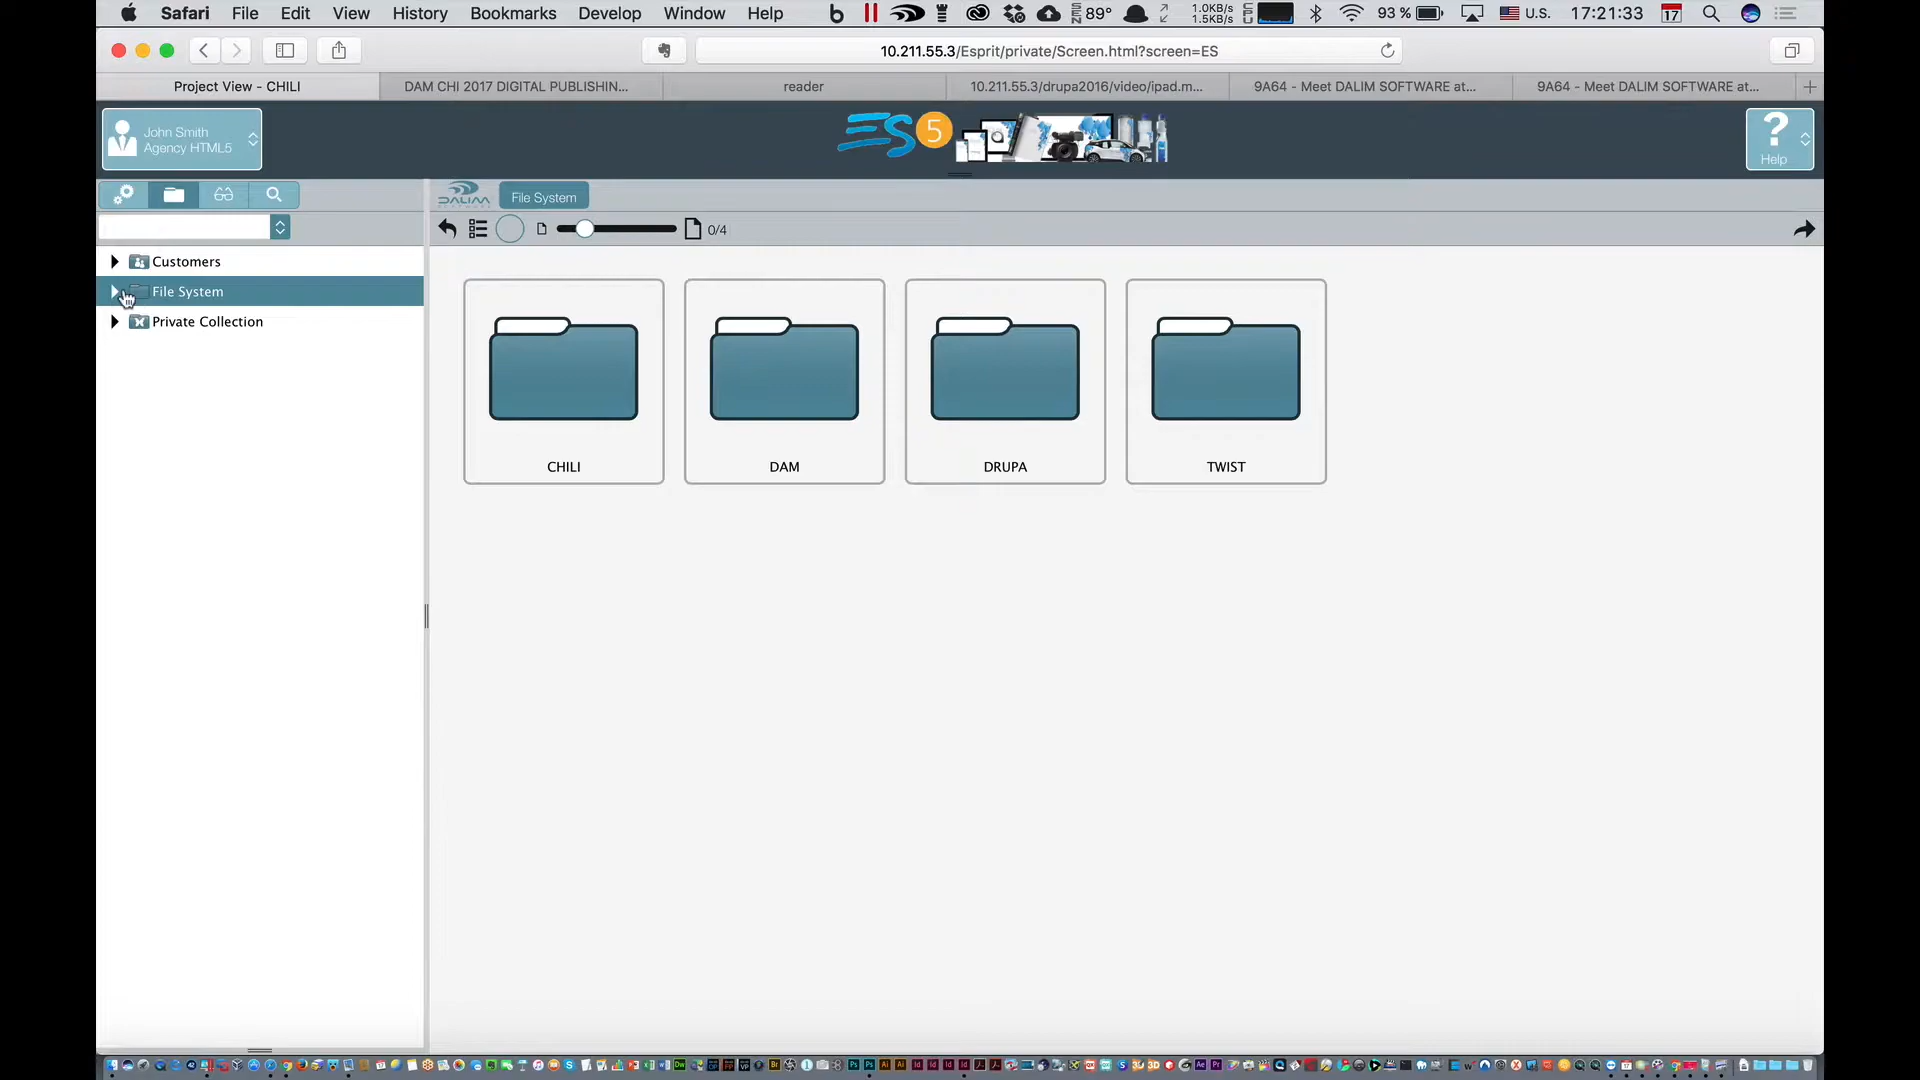 Safari File Edit View History Bookmarks Develop Window Help 89° 1.0KB/s 1.5KB/s 93 % U.S. 17:21:33 17
10.211.55.3/Esprit/private/Screen.html?screen=ES
Project View - CHILI DAM CHI 2017 DIGITAL PUBLISHIN... reader 10.211.55.3/drupa2016/video/ipad.m... 9A64 - Meet DALIM SOFTWARE at... 9A64 - Meet DALIM SOFTWARE at...
John Smith
Agency HTML5
ES 5
?
Help
DALIM
SOFTWARE
File System
0/4
Customers
File System
Private Collection
CHILI DAM DRUPA TWIST